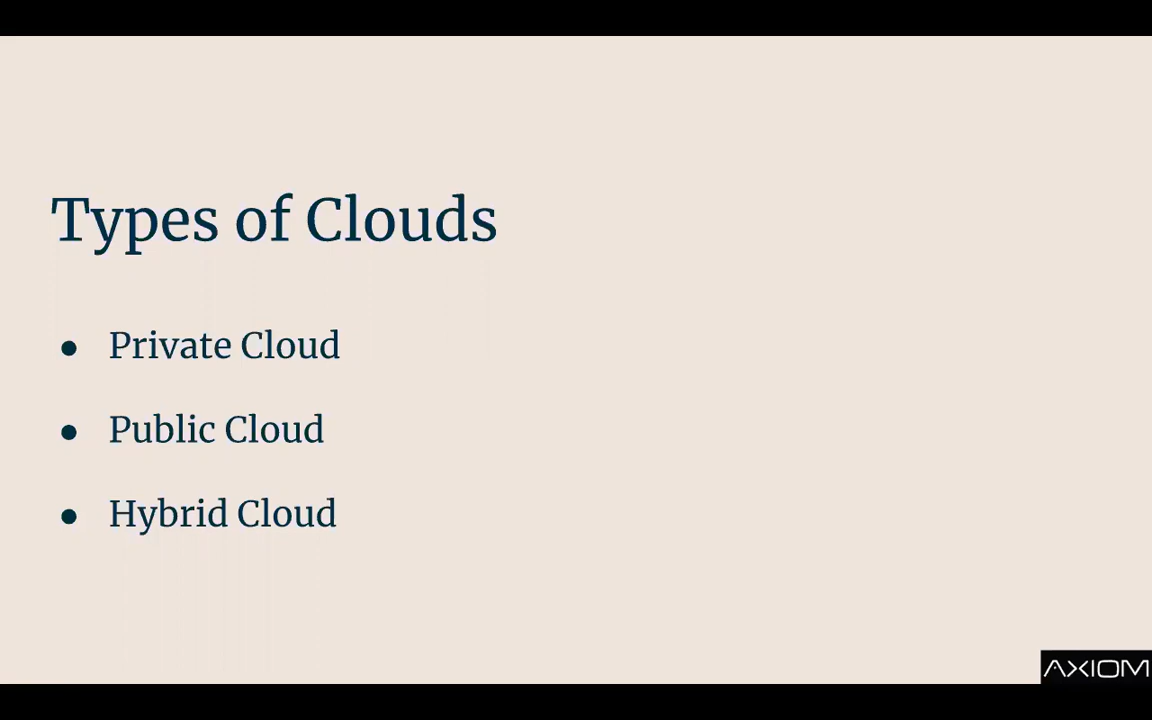 Types of Clouds
● Private Cloud
● Public Cloud
● Hybrid Cloud
AXIOM